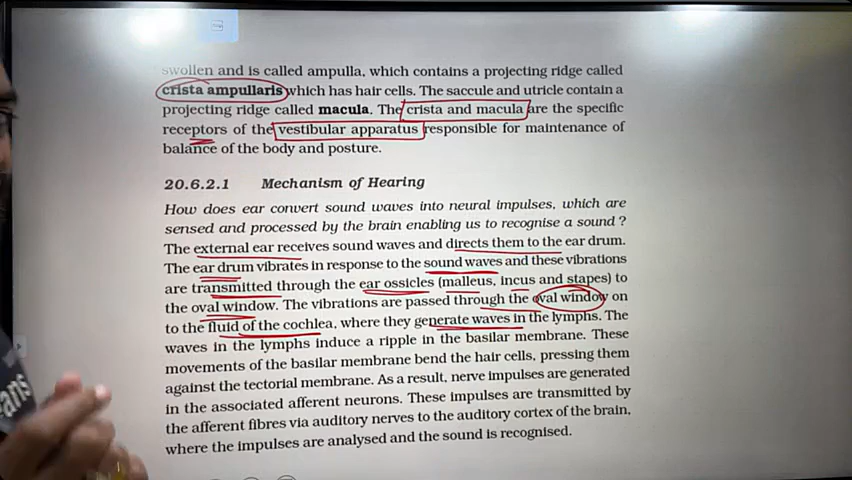 swollen and is called ampulla, which contains a projecting ridge called
crista ampullaris which has hair cells. The saccule and utricle contain a
projecting ridge called macula. The crista and macula are the specific
receptors of the vestibular apparatus responsible for maintenance of
balance of the body and posture.
20.6.2.1 Mechanism of Hearing
How does ear convert sound waves into neural impulses, which are
sensed and processed by the brain enabling us to recognise a sound ?
The external ear receives sound waves and directs them to the ear drum.
The ear drum vibrates in response to the sound waves and these vibrations
are transmitted through the ear ossicles (malleus, incus and stapes) to
the oval window. The vibrations are passed through the oval window on
to the fluid of the cochlea, where they generate waves in the lymphs. The
waves in the lymphs induce a ripple in the basilar membrane. These
movements of the basilar membrane bend the hair cells, pressing them
against the tectorial membrane. As a result, nerve impulses are generated
in the associated afferent neurons. These impulses are transmitted by
the afferent fibres via auditory nerves to the auditory cortex of the brain,
where the impulses are analysed and the sound is recognised.